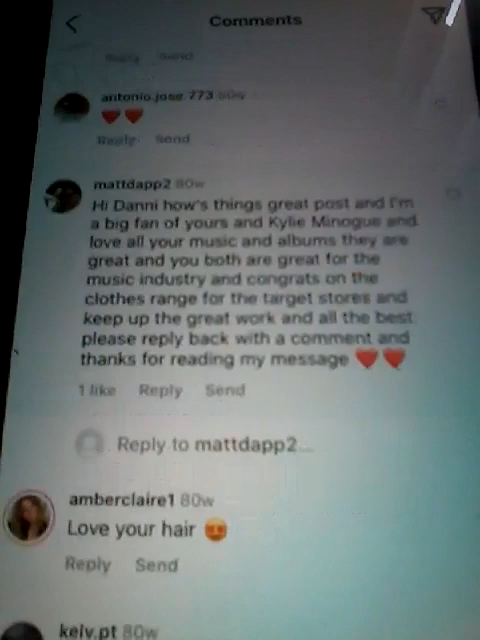 Comments
Reply Send
antonio.jose.773 80w
❤️❤️
Reply Send
mattdapp2 80w
Hi Danni how's things great post and I'm
a big fan of yours and Kylie Minogue and
love all your music and albums they are
great and you both are great for the
music industry and congrats on the
clothes range for the target stores and
keep up the great work and all the best
please reply back with a comment and
thanks for reading my message ❤️❤️
1 like Reply Send
Reply to mattdapp2...
amberclaire1 80w
Love your hair 😍
Reply Send
kelv.pt 80w